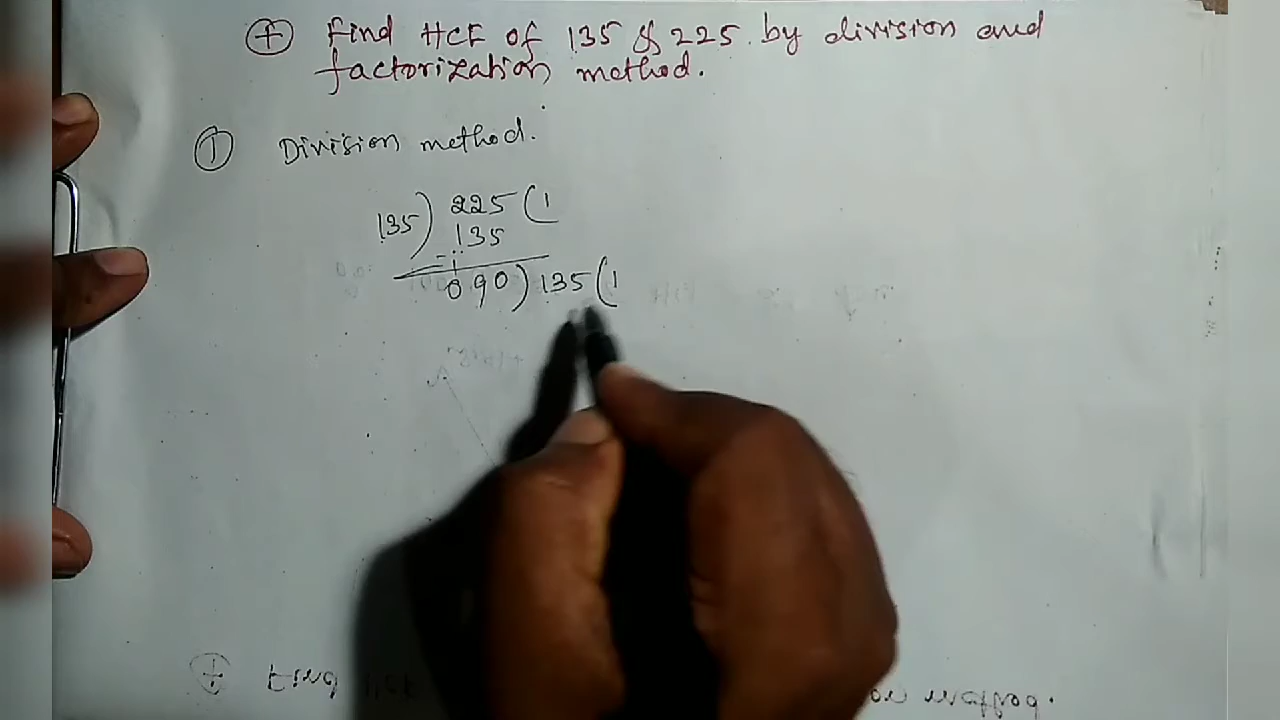 + Find HCF of 135 & 225. by division and
factorization method.
1 Division method.
135) 225 (1
- 135
090) 135 (1